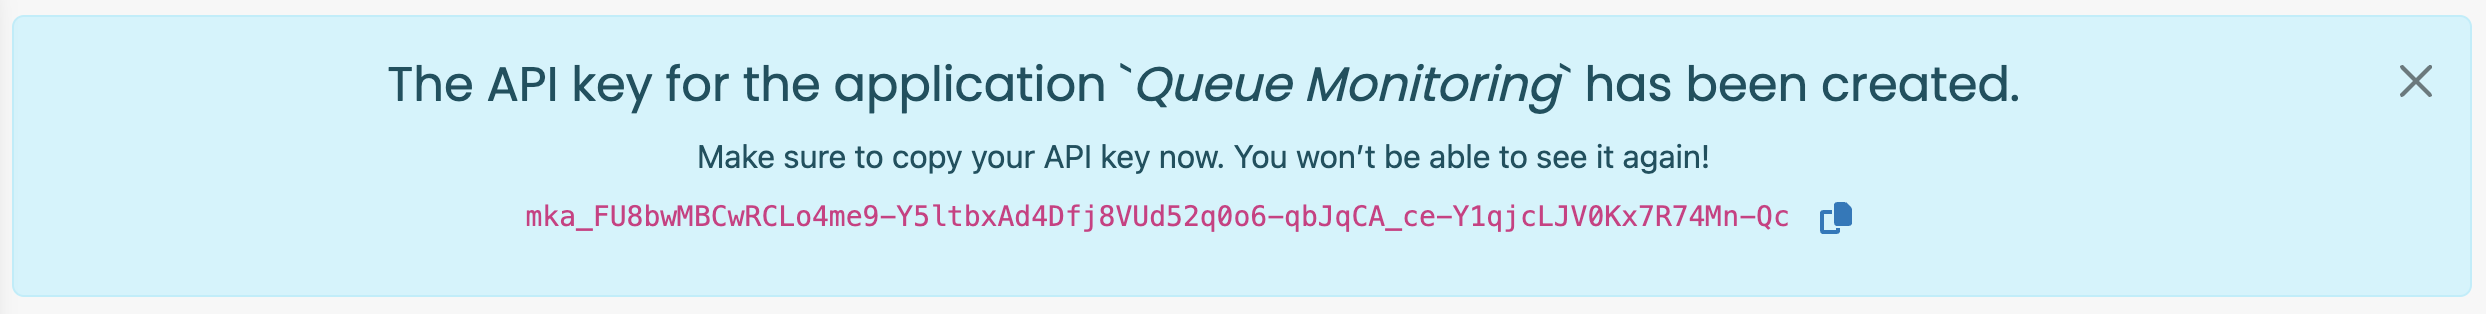 The API key for the application `Queue Monitoring` has been created.
Make sure to copy your API key now. You won’t be able to see it again!
mka_FU8bwMBCwRCLo4me9-Y5ltbxAd4Dfj8VUd52q0o6-qbJqCA_ce-Y1qjcLJV0Kx7R74Mn-Qc